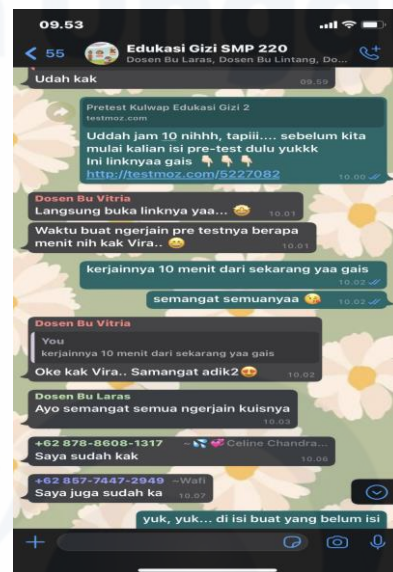 09.53
55
Edukasi Gizi SMP 220
Dosen Bu Laras, Dosen Bu Lintang, Do...
Udah kak
09.59
Pretest Kulwap Edukasi Gizi 2
testmoz.com
Uddah jam 10 nihhh, tapiii.... sebelum kita
mulai kalian isi pre-test dulu yukkk
Ini linknyaa gais 👇👇👇
http://testmoz.com/5227082
10.00
Dosen Bu Vitria
Langsung buka linknya yaa...
10.01
Waktu buat ngerjain pre testnya berapa
menit nih kak Vira..
10.01
kerjainnya 10 menit dari sekarang yaa gais
10.02
semangat semuanyaa 😘
10.02
Dosen Bu Vitria
You
kerjainnya 10 menit dari sekarang yaa gais
Oke kak Vira.. Samangat adik2😍
10.02
Dosen Bu Laras
Ayo semangat semua ngerjain kuisnya
10.03
+62 878-8608-1317 ~💦💞Celine Chandra...
Saya sudah kak
10.06
+62 857-7447-2949 ~Wafi
Saya juga sudah ka
10.07
yuk, yuk... di isi buat yang belum isi